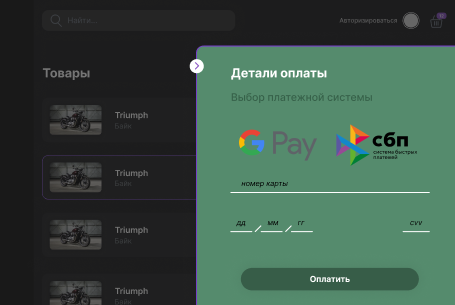 Найти...
Авторизироваться
Товары
Triumph
Байк
Triumph
Байк
Triumph
Байк
Triumph
Байк
Детали оплаты
Выбор платежной системы
G Pay
сбп
система быстрых
платежей
номер карты
дд / мм / гг
cvv
Оплатить